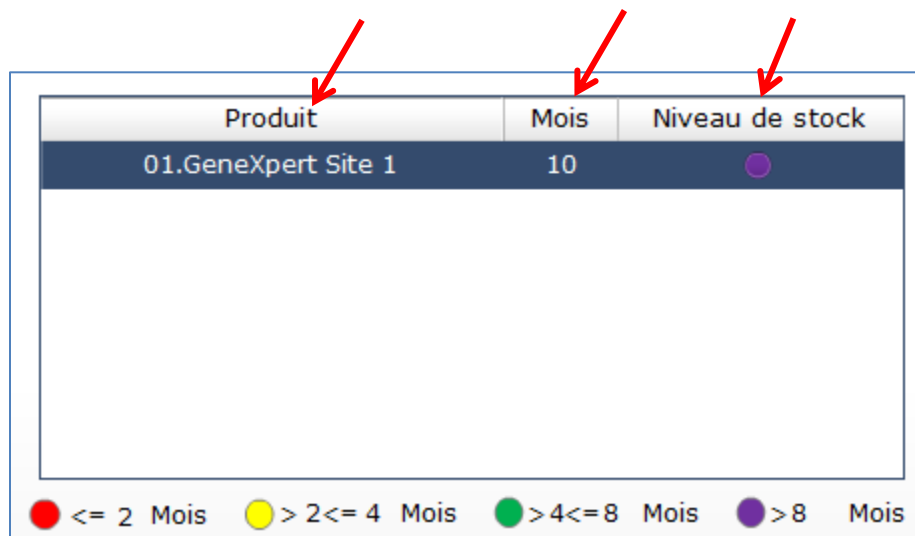 Produit Mois Niveau de stock
01.GeneXpert Site 1 10
<= 2 Mois > 2<= 4 Mois >4<=8 Mois >8 Mois